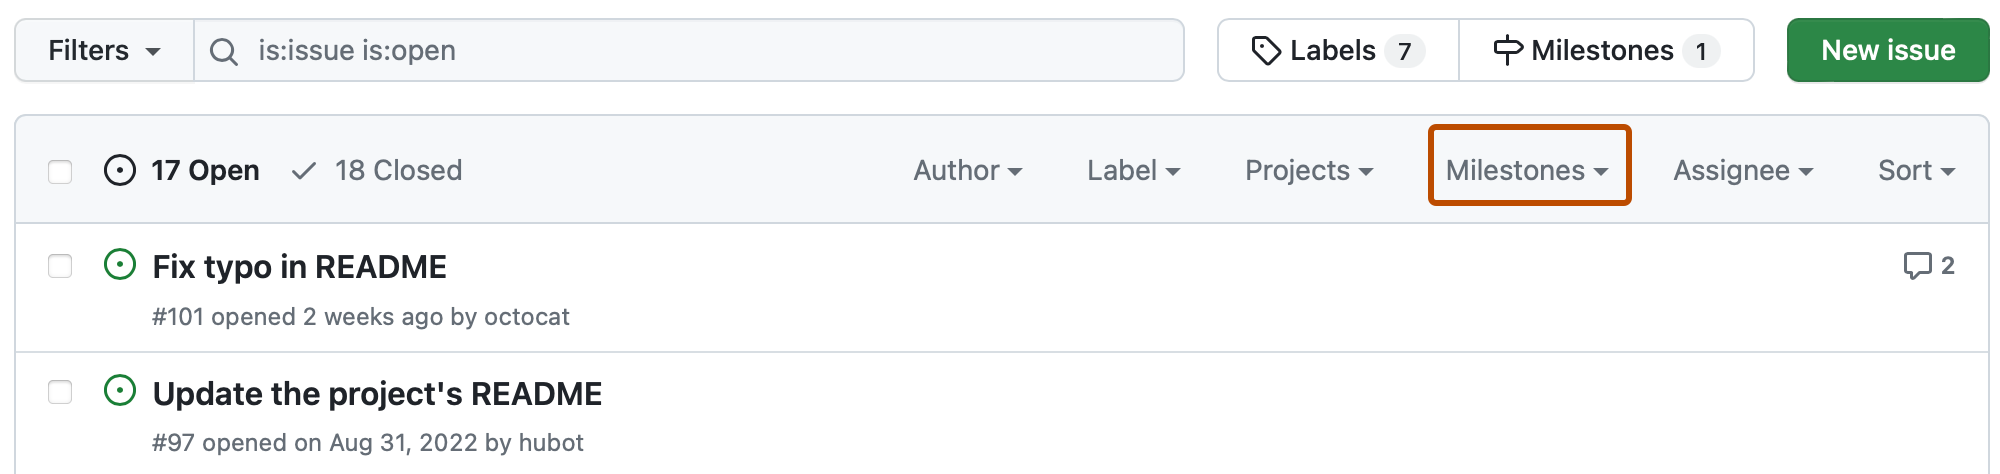 Filters is:issue is:open Labels 7 Milestones 1 New issue
17 Open 18 Closed Author Label Projects Milestones Assignee Sort
Fix typo in README 2
#101 opened 2 weeks ago by octocat
Update the project's README
#97 opened on Aug 31, 2022 by hubot